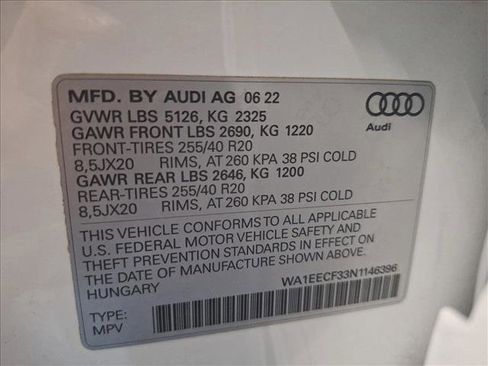 MFD. BY AUDI AG 06 22
GVWR LBS 5126, KG 2325
GAWR FRONT LBS 2690, KG 1220
FRONT-TIRES 255/40 R20
8,5JX20 RIMS, AT 260 KPA 38 PSI COLD
GAWR REAR LBS 2646, KG 1200
REAR-TIRES 255/40 R20
8,5JX20 RIMS, AT 260 KPA 38 PSI COLD
Audi
THIS VEHICLE CONFORMS TO ALL APPLICABLE
U.S. FEDERAL MOTOR VEHICLE SAFETY AND
THEFT PREVENTION STANDARDS IN EFFECT ON
THE DATE OF MANUFACTURE SHOWN ABOVE.
HUNGARY
WA1EECF33N1146396
TYPE:
MPV